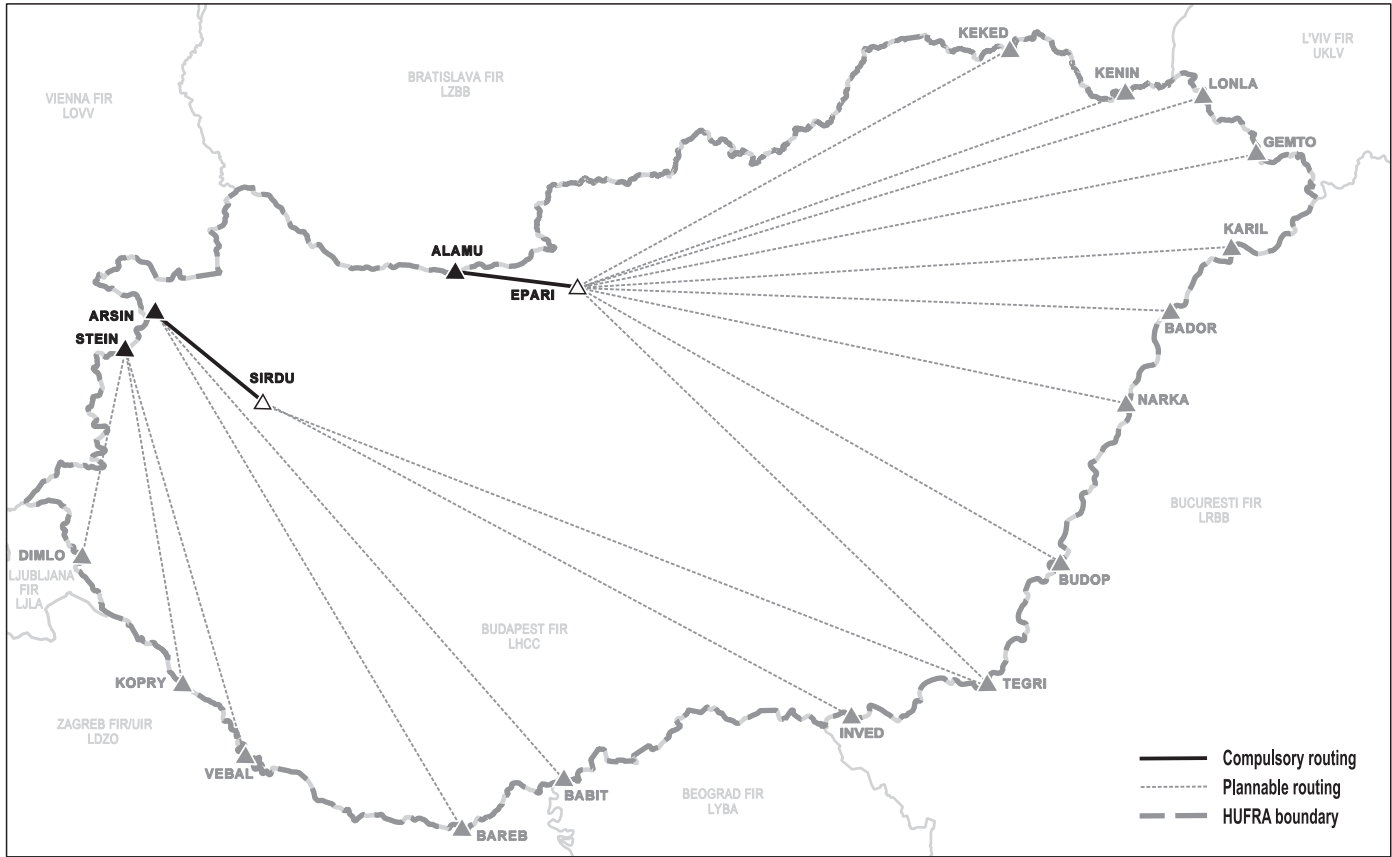 KEKED
L'VIV FIR
UKLV
BRATISLAVA FIR
LZBB
KENIN
LONLA
VIENNA FIR
LOVV
GEMTO
KARIL
ALAMU
EPARI
ARSIN
BADOR
STEIN
SIRDU
NARKA
BUCURESTI FIR
LRBB
DIMLO
LJUBLJANA
FIR
LJLA
BUDOP
BUDAPEST FIR
LHCC
KOPRY
TEGRI
ZAGREB FIR/UIR
LDZO
INVED
VEBAL
BABIT
BEOGRAD FIR
LYBA
BAREB
Compulsory routing
Plannable routing
HUFRA boundary